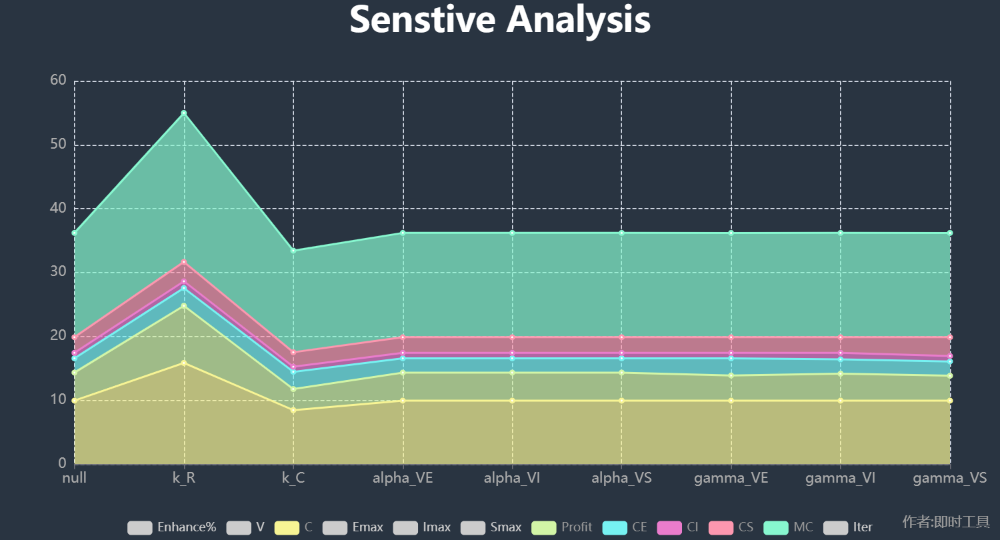 Senstive Analysis
60
50
40
30
20
10
0
null k_R k_C alpha_VE alpha_VI alpha_VS gamma_VE gamma_VI gamma_VS
Enhance% V C Emax Imax Smax Profit CE CI CS MC Iter
作者:即时工具